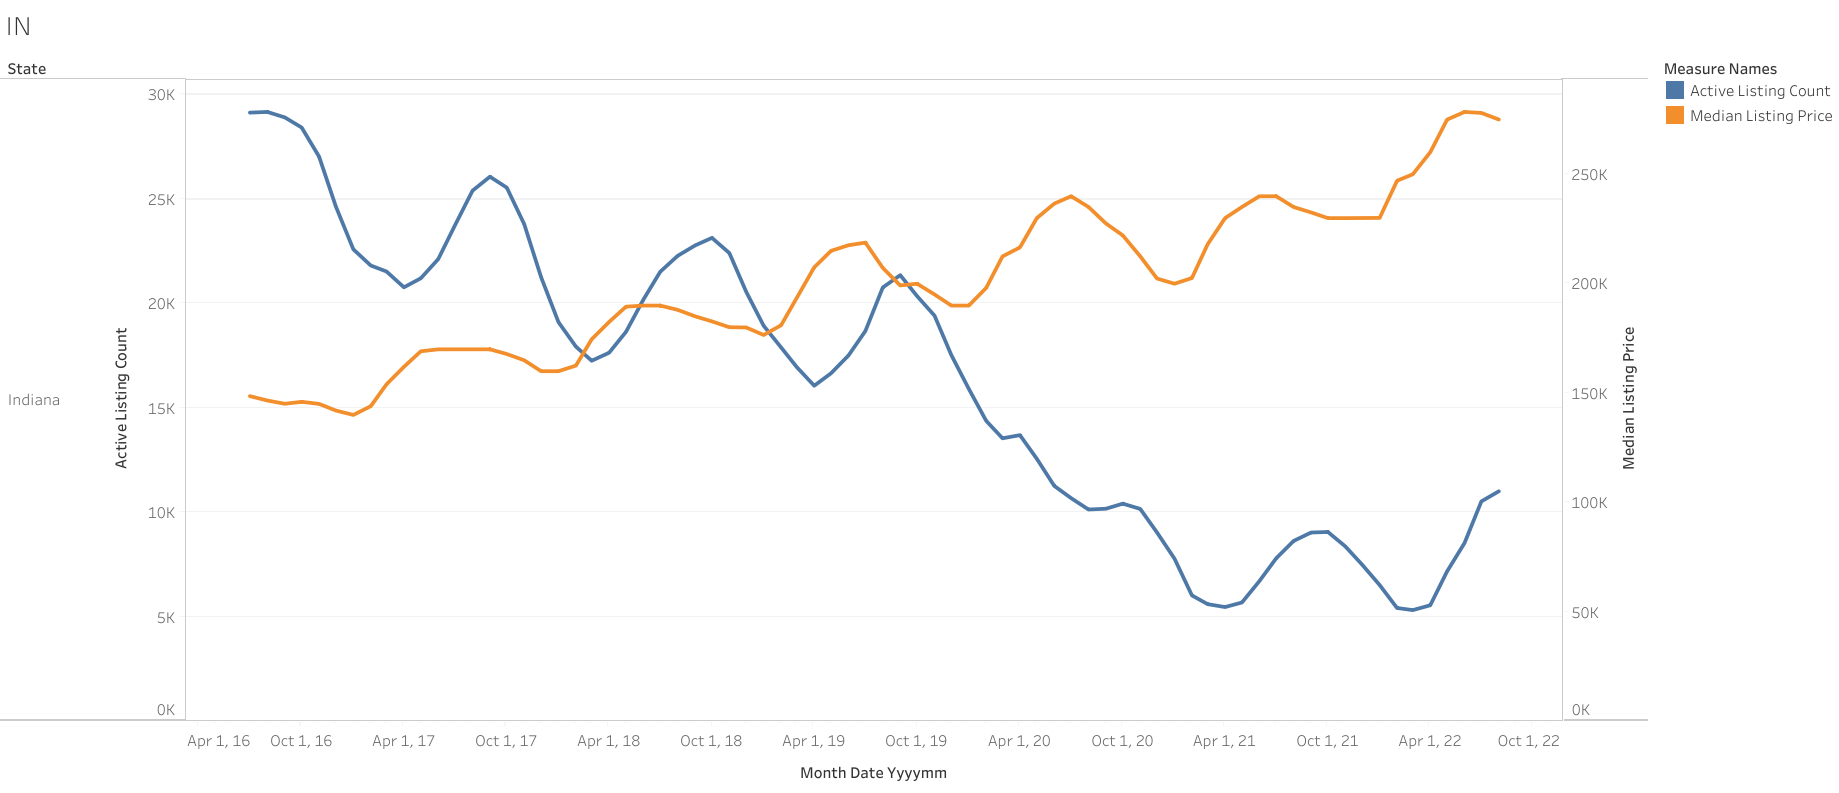 IN
State
Measure Names
Active Listing Count
Median Listing Price
Indiana
Active Listing Count
30K
25K
20K
15K
10K
5K
0K
250K
200K
150K
100K
50K
0K
Median Listing Price
Apr 1, 16 Oct 1, 16 Apr 1, 17 Oct 1, 17 Apr 1, 18 Oct 1, 18 Apr 1, 19 Oct 1, 19 Apr 1, 20 Oct 1, 20 Apr 1, 21 Oct 1, 21 Apr 1, 22 Oct 1, 22
Month Date Yyyymm